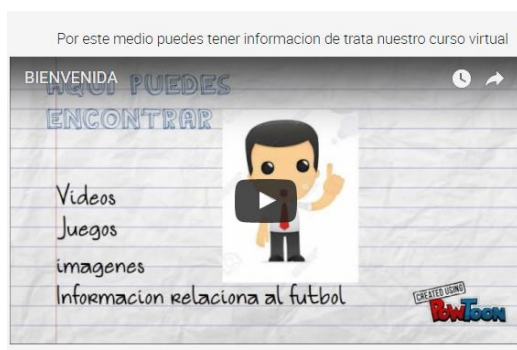 Por este medio puedes tener informacion de trata nuestro curso virtual
BIENVENIDA
AQUI PUEDES
ENCONTRAR
Videos
Juegos
imagenes
Informacion relaciona al futbol
CREATED USING
POWTOON